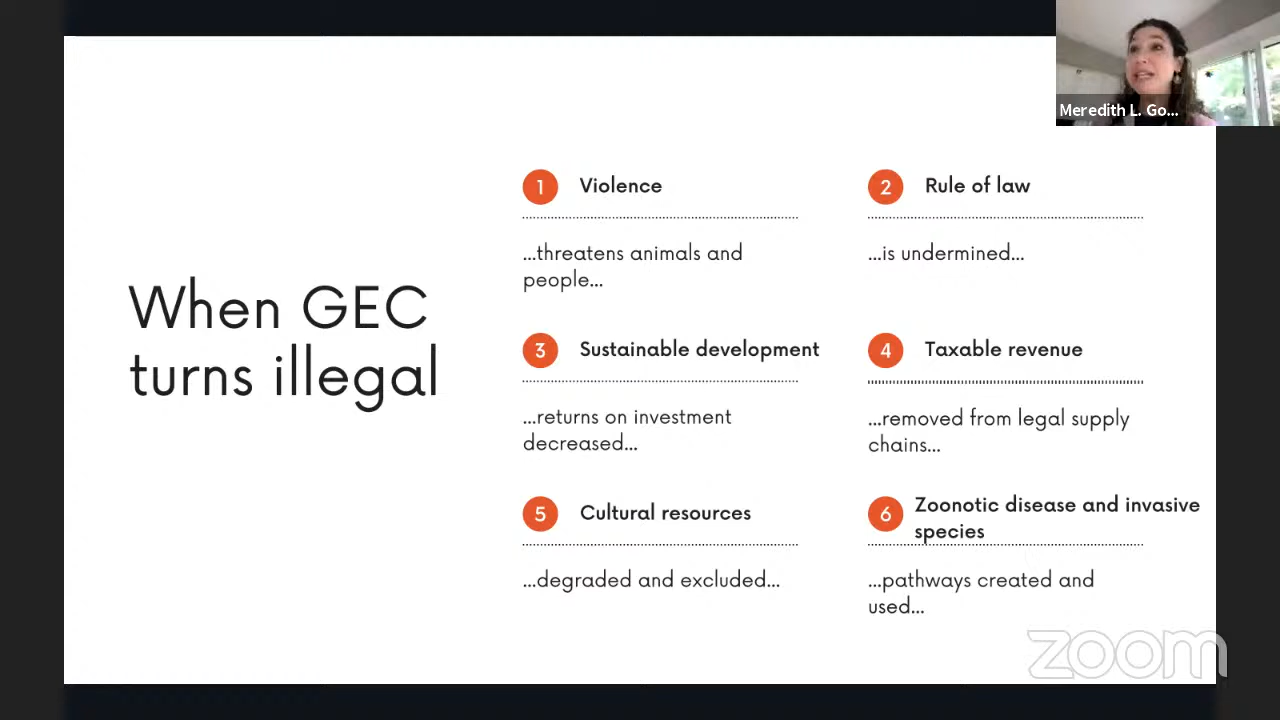 Meredith L. Go...
When GEC
turns illegal
1 Violence
...threatens animals and
people...
2 Rule of law
...is undermined...
3 Sustainable development
...returns on investment
decreased...
4 Taxable revenue
...removed from legal supply
chains...
5 Cultural resources
...degraded and excluded...
6 Zoonotic disease and invasive
species
...pathways created and
used...
zoom